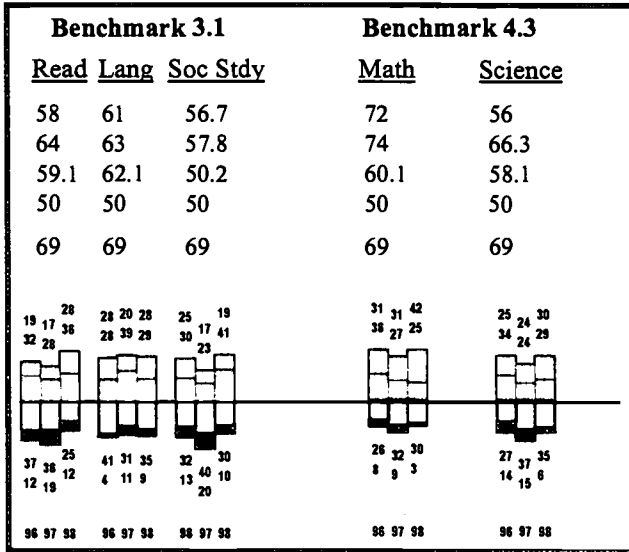 Benchmark 3.1 Benchmark 4.3
Read Lang Soc Stdy Math Science
58 61 56.7 72 56
64 63 57.8 74 66.3
59.1 62.1 50.2 60.1 58.1
50 50 50 50 50
69 69 69 69 69
19 17 28 28 20 28 25 17 19 31 31 42 25 24 30
32 28 36 28 39 29 30 23 41 38 27 25 34 24 29
37 38 25 41 31 35 32 40 30 26 32 30 27 37 35
12 19 12 4 11 9 13 20 10 8 9 3 14 15 6
96 97 98 96 97 98 96 97 98 96 97 98 96 97 98